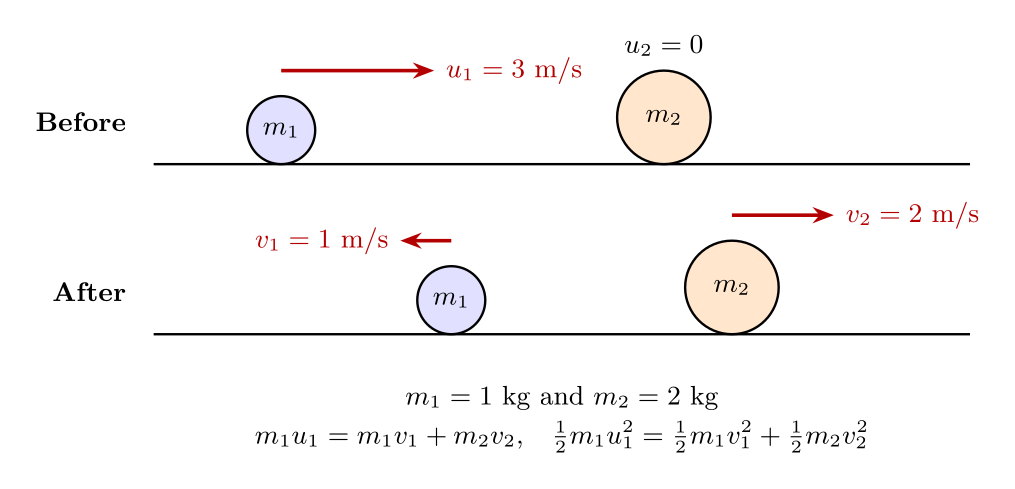 u₂ = 0
u₁ = 3 m/s
Before
m₁
m₂
v₂ = 2 m/s
v₁ = 1 m/s
After
m₁
m₂
m₁ = 1 kg and m₂ = 2 kg
m₁u₁ = m₁v₁ + m₂v₂, ½m₁u₁² = ½m₁v₁² + ½m₂v₂²